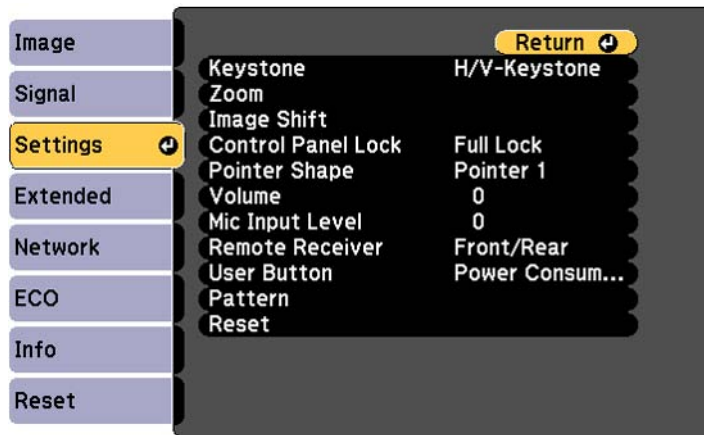 Image
Signal
Settings
Extended
Network
ECO
Info
Reset
Return
Keystone H/V-Keystone
Zoom
Image Shift
Control Panel Lock Full Lock
Pointer Shape Pointer 1
Volume 0
Mic Input Level 0
Remote Receiver Front/Rear
User Button Power Consum...
Pattern
Reset